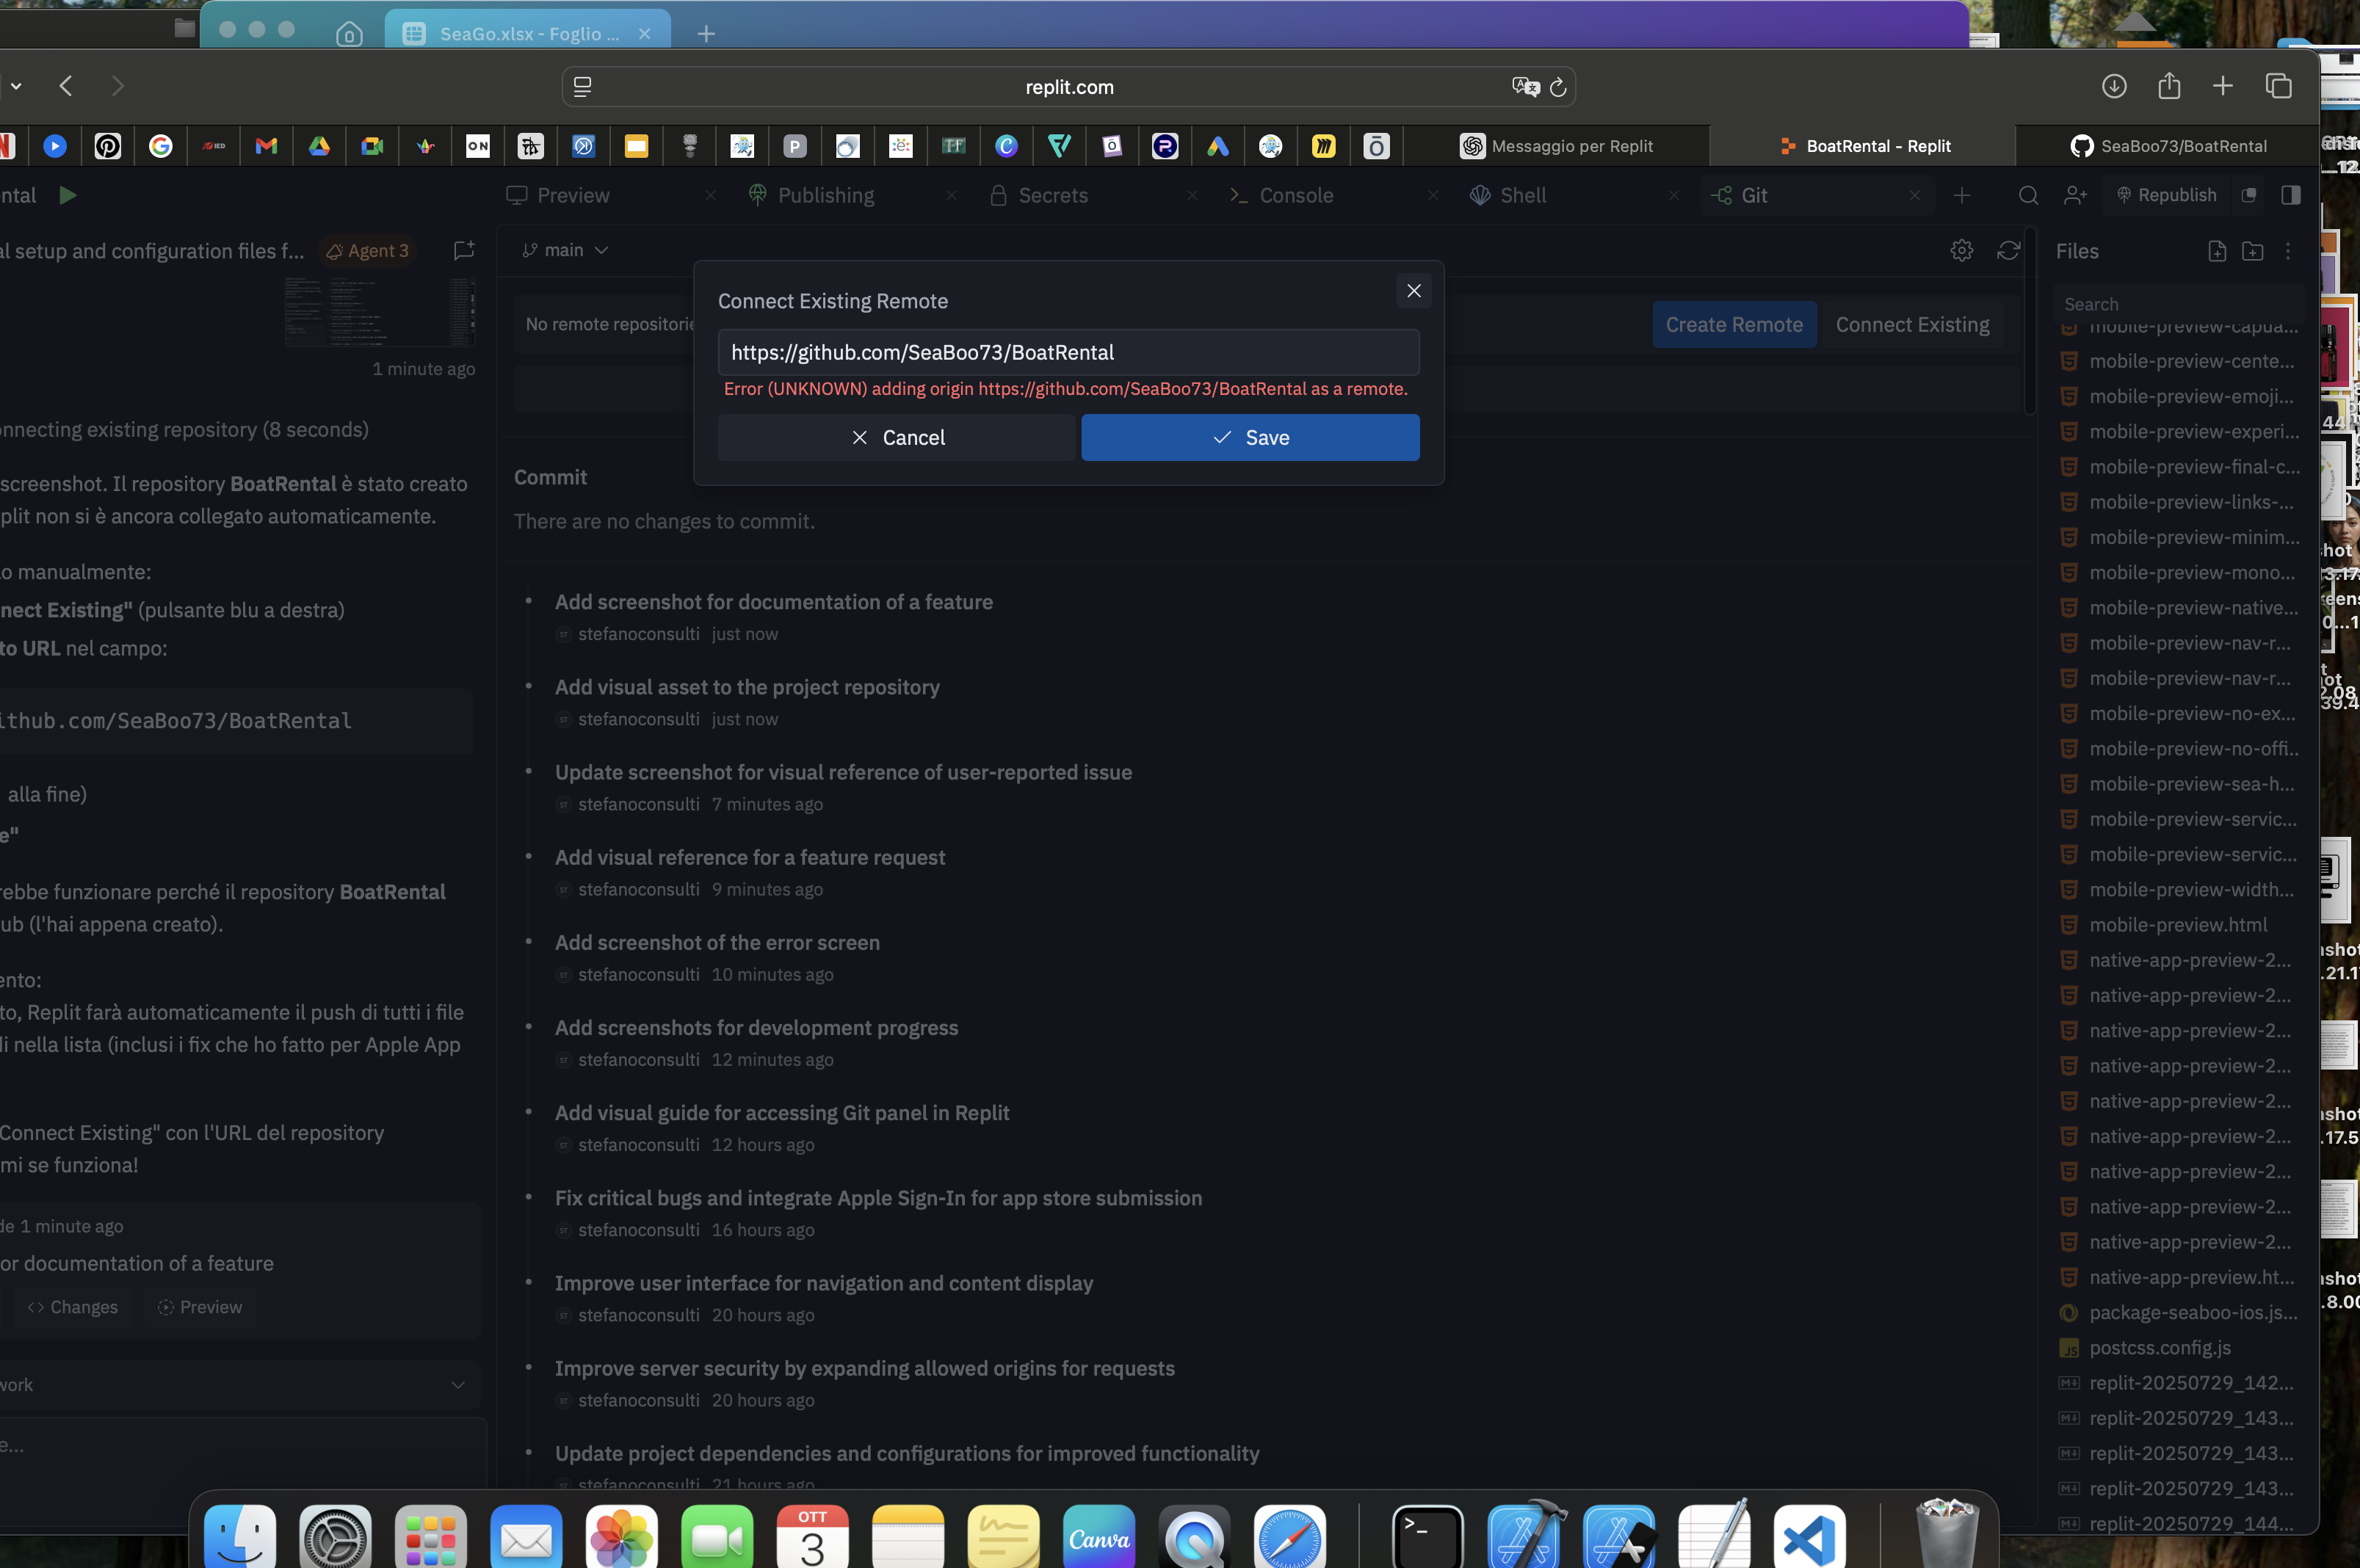 SeaGo.xlsx - Foglio ...
replit.com
Messaggio per Replit
BoatRental - Replit
SeaBoo73/BoatRental
ental
Preview
Publishing
Secrets
Console
Shell
Git
Republish
al setup and configuration files f...
Agent 3
1 minute ago
onnecting existing repository (8 seconds)
screenshot. Il repository BoatRental è stato creato
plit non si è ancora collegato automaticamente.
lo manualmente:
nnect Existing" (pulsante blu a destra)
to URL nel campo:
ithub.com/SeaBoo73/BoatRental
alla fine)
e"
rebbe funzionare perché il repository BoatRental
ub (l'hai appena creato).
ento:
to, Replit farà automaticamente il push di tutti i file
di nella lista (inclusi i fix che ho fatto per Apple App
Connect Existing" con l'URL del repository
mi se funziona!
de 1 minute ago
or documentation of a feature
Changes
Preview
work
e...
main
No remote repositorie
Create Remote
Connect Existing
Connect Existing Remote
https://github.com/SeaBoo73/BoatRental
Error (UNKNOWN) adding origin https://github.com/SeaBoo73/BoatRental as a remote.
Cancel
Save
Commit
There are no changes to commit.
Add screenshot for documentation of a feature
stefanoconsulti just now
Add visual asset to the project repository
stefanoconsulti just now
Update screenshot for visual reference of user-reported issue
stefanoconsulti 7 minutes ago
Add visual reference for a feature request
stefanoconsulti 9 minutes ago
Add screenshot of the error screen
stefanoconsulti 10 minutes ago
Add screenshots for development progress
stefanoconsulti 12 minutes ago
Add visual guide for accessing Git panel in Replit
stefanoconsulti 12 hours ago
Fix critical bugs and integrate Apple Sign-In for app store submission
stefanoconsulti 16 hours ago
Improve user interface for navigation and content display
stefanoconsulti 20 hours ago
Improve server security by expanding allowed origins for requests
stefanoconsulti 20 hours ago
Update project dependencies and configurations for improved functionality
stefanoconsulti 21 hours ago
Files
Search
mobile-preview-capua...
mobile-preview-cente...
mobile-preview-emoji...
mobile-preview-experi...
mobile-preview-final-c...
mobile-preview-links-...
mobile-preview-minim...
mobile-preview-mono...
mobile-preview-native...
mobile-preview-nav-r...
mobile-preview-nav-r...
mobile-preview-no-ex...
mobile-preview-no-offi...
mobile-preview-sea-h...
mobile-preview-servic...
mobile-preview-servic...
mobile-preview-width...
mobile-preview.html
native-app-preview-2...
native-app-preview-2...
native-app-preview-2...
native-app-preview-2...
native-app-preview-2...
native-app-preview-2...
native-app-preview-2...
native-app-preview-2...
native-app-preview-2...
native-app-preview.ht...
package-seaboo-ios.js...
postcss.config.js
replit-20250729_142...
replit-20250729_143...
replit-20250729_143...
replit-20250729_143...
replit-20250729_144...
OTT
3
Canva